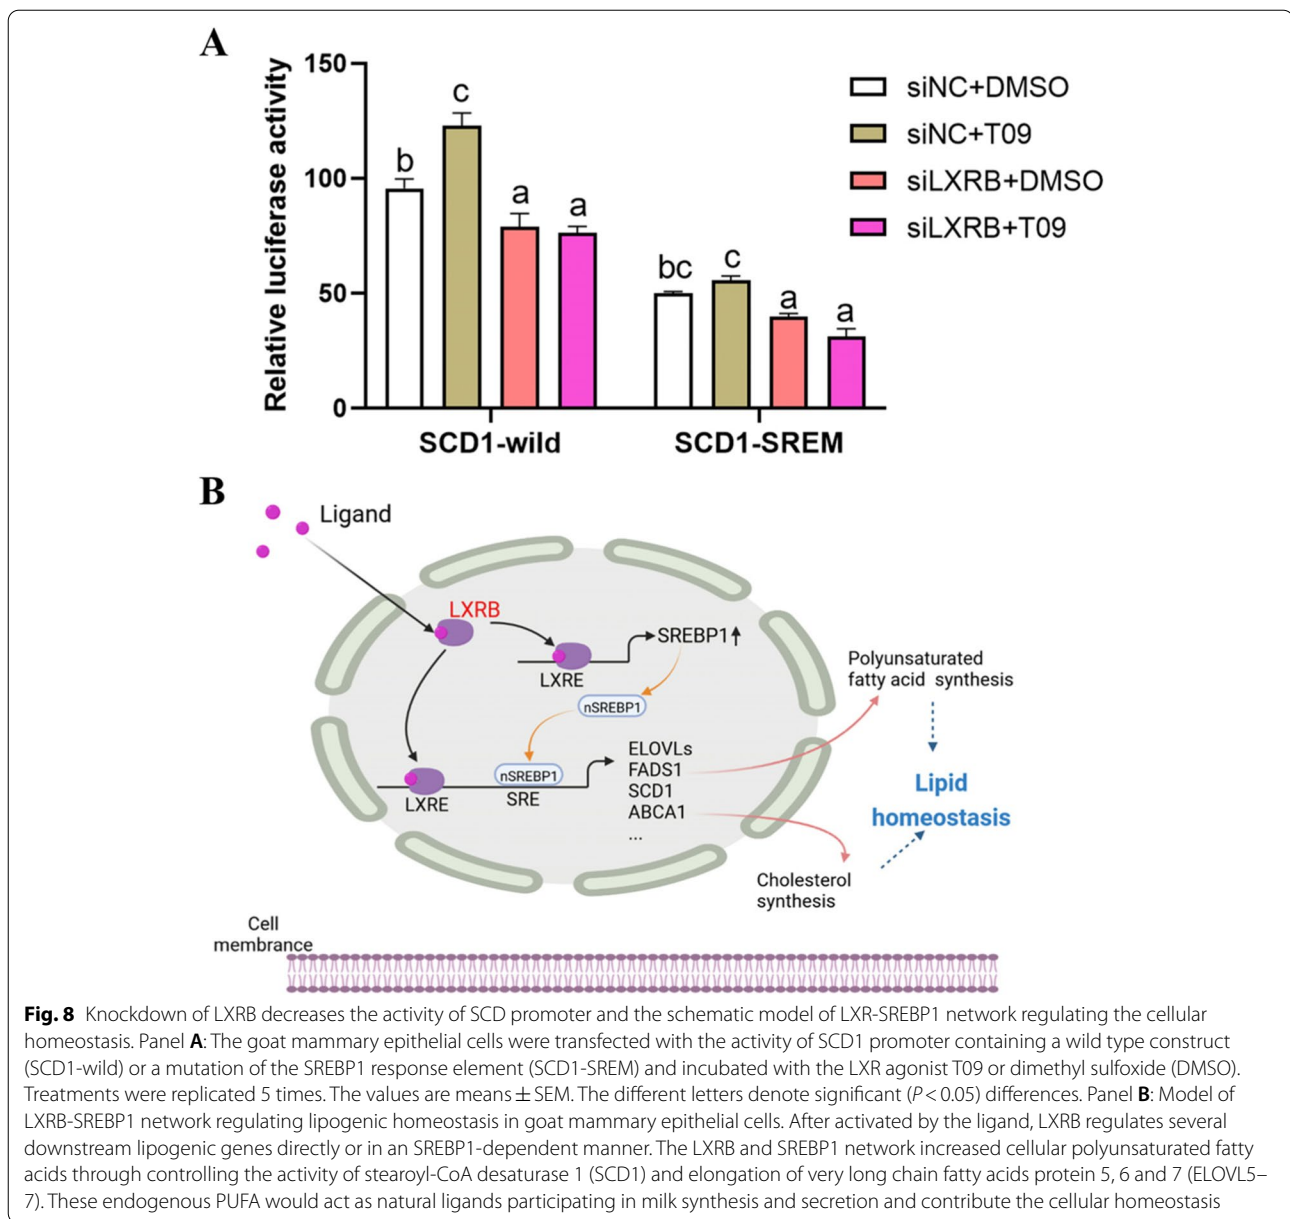 A
Relative luciferase activity
150
100
50
0
b
c
a
a
bc
c
a
a
SCD1-wild
SCD1-SREM
siNC+DMSO
siNC+T09
siLXRB+DMSO
siLXRB+T09
B
Ligand
LXRB
LXRE
SREBP1
nSREBP1
LXRE
nSREBP1
SRE
ELOVLs
FADS1
SCD1
ABCA1
...
Polyunsaturated
fatty acid synthesis
Lipid
homeostasis
Cholesterol
synthesis
Cell
membrance
Fig. 8 Knockdown of LXRB decreases the activity of SCD promoter and the schematic model of LXR-SREBP1 network regulating the cellular
homeostasis. Panel A: The goat mammary epithelial cells were transfected with the activity of SCD1 promoter containing a wild type construct
(SCD1-wild) or a mutation of the SREBP1 response element (SCD1-SREM) and incubated with the LXR agonist T09 or dimethyl sulfoxide (DMSO).
Treatments were replicated 5 times. The values are means ± SEM. The different letters denote significant (P < 0.05) differences. Panel B: Model of
LXRB-SREBP1 network regulating lipogenic homeostasis in goat mammary epithelial cells. After activated by the ligand, LXRB regulates several
downstream lipogenic genes directly or in an SREBP1-dependent manner. The LXRB and SREBP1 network increased cellular polyunsaturated fatty
acids through controlling the activity of stearoyl-CoA desaturase 1 (SCD1) and elongation of very long chain fatty acids protein 5, 6 and 7 (ELOVL5–
7). These endogenous PUFA would act as natural ligands participating in milk synthesis and secretion and contribute the cellular homeostasis